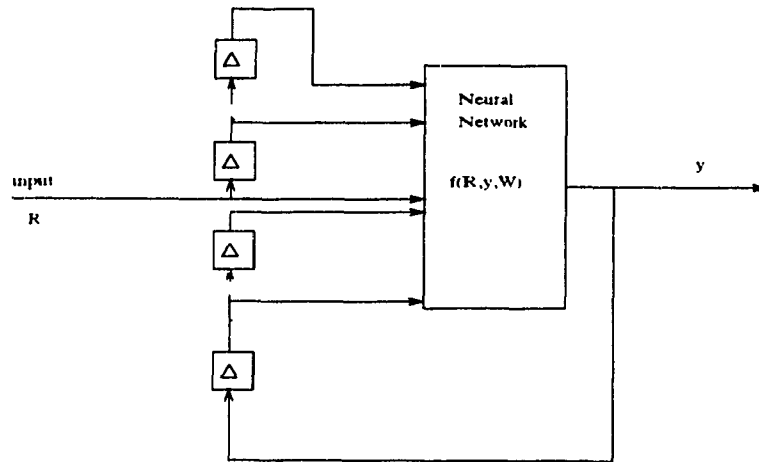 Δ
Neural
Network
Δ
input
f(R,y,W)
y
R
Δ
Δ